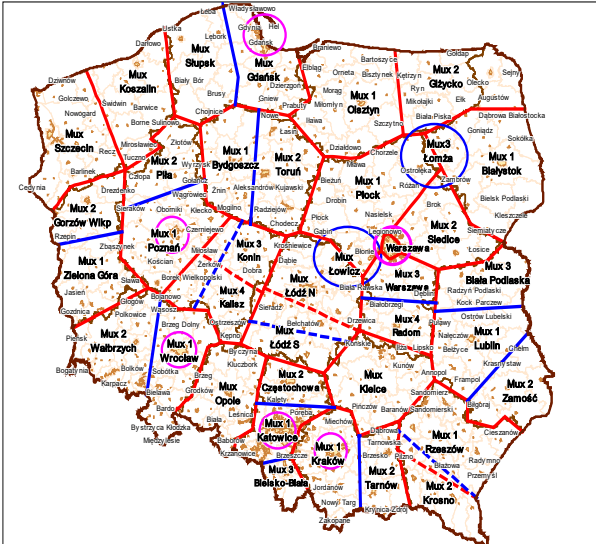 Władysławowo
Łeba
Ustka
Gdynia Hel
Lębork
Gdańsk
Darłowo
Braniewo
Gołdap
Bartoszyce
Mux
Słupsk
Mux
Gdańsk
Elbląg
Orneta
Bisztynek
Kętrzyn
Mux 2
Giżycko
Sejny
Dziwnów
Mux
Koszalin
Biały Bór
Dzierzgoń
Morąg
Ryn
Olecko
Golczewo
Świdwin
Brusy
Gniew
Prabuty
Miłomłyn
Mux 1
Olsztyn
Mikołajki
Ełk
Augustów
Nowogard
Barwice
Chojnice
Nowe
Iława
Szczytno
Biała-Piska
Dąbrowa Białostocka
Borne Sulinowo
Mux
Szczecin
Łasin
Goniądz
Mirosławiec
Złotów
Działdowo
Chorzele
Mux3
Łomża
Sokółka
Recz
Tuczno
Mux 2
Piła
Wyrzysk
Mux 1
Bydgoszcz
Mux 2
Toruń
Mława
Mux 1
Białystok
Barlinek
Człopa
Gołańcz
Bieżuń
Mux 1
Płock
Ostrołęka
Zambrów
Cedynia
Drezdenko
Wągrowiec
Żnin
Aleksandrów Kujawski
Różan
Drobin
Bielsk Podlaski
Mux 2
Gorzów Wlkp
Sieraków
Oborniki
Kłecko
Mogilno
Radziejów
Brok
Nasielsk
Kleszczele
Rzepin
Mux 1
Poznań
Czerniejewo
Chodecz
Płock
Gąbin
Legionowo
Mux 2
Siedlce
Siemiatycze
Zbąszynek
Miłosław
Mux 3
Konin
Krośniewice
Błonie
Warszawa
Łosice
Mux 1
Zielona Góra
Kościan
Żerków
Dobra
Dąbie
Mux
Łowicz
Mux 3
Warszawa
Mux 3
Biała Podlaska
Sława
Borek Wielkopolski
Mux 4
Kalisz
Mux
Łódź N
Biała Rawska
Radzyń Podlaski
Jasień
Bojanowo
Dęblin
Głogów
Sieradz
Białobrzegi
Kock Parczew
Gozdnica
Polkowice
Wąsosz
Ostrzeszów
Drzewica
Mux 4
Radom
Ostrów Lubelski
Puławy
Pieńsk
Mux 2
Wałbrzych
Brzeg Dolny
Kępno
Bełchatów
Nałęczów
Mux 1
Lublin
Mux 1
Wrocław
Byczyna
Mux
Łódź S
Końskie
Iłża
Lipsko
Bełżyce
Chełm
Bogatynia
Bolków
Sobótka
Kluczbork
Kunów
Krasnystaw
Karpacz
Brzeg
Mux 2
Częstochowa
Mux
Kielce
Annopol
Frampol
Mux 2
Zamość
Bielawa
Grodków
Mux
Opole
Kalety
Poręba
Pińczów
Sandomierz
Biłgoraj
Bardo
Leśnica
Baranów Sandomierski
Bystrzyca Kłodzka
Biała
Mux 1
Katowice
Miechów
Dąbrowa
Tarnowska
Cieszanów
Międzylesie
Baborów
Mux 1
Kraków
Mux 1
Rzeszów
Krzanowice
Brzeszcze
Brzesko
Pilzno
Radymno
Mux 3
Bielsko-Biała
Błażowa
Mux 2
Tarnów
Przemyśl
Jordanów
Mux 2
Krosno
Nowy Targ
Krynica-Zdrój
Zakopane